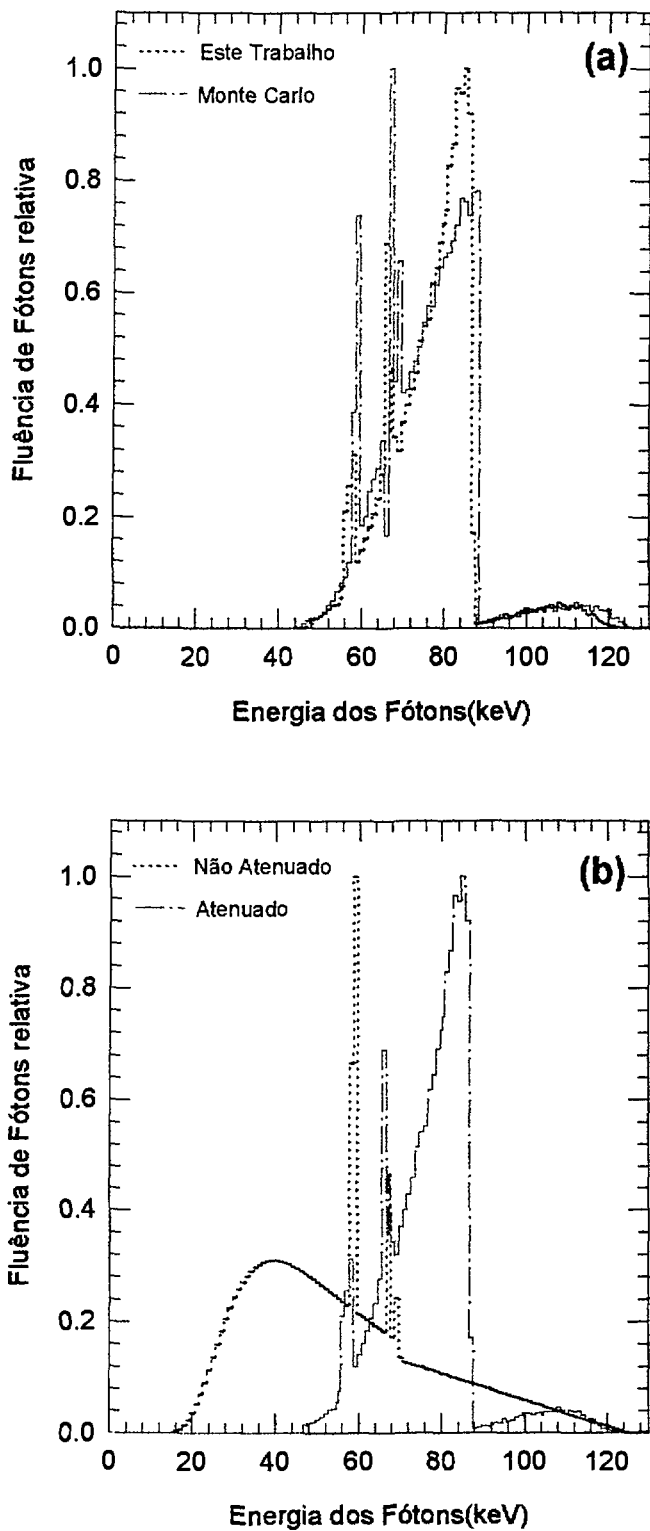 (a)
Este Trabalho
Monte Carlo
Fluência de Fótons relativa
1.0
0.8
0.6
0.4
0.2
0.0
0 20 40 60 80 100 120
Energia dos Fótons(keV)
(b)
Não Atenuado
Atenuado
Fluência de Fótons relativa
1.0
0.8
0.6
0.4
0.2
0.0
0 20 40 60 80 100 120
Energia dos Fótons(keV)